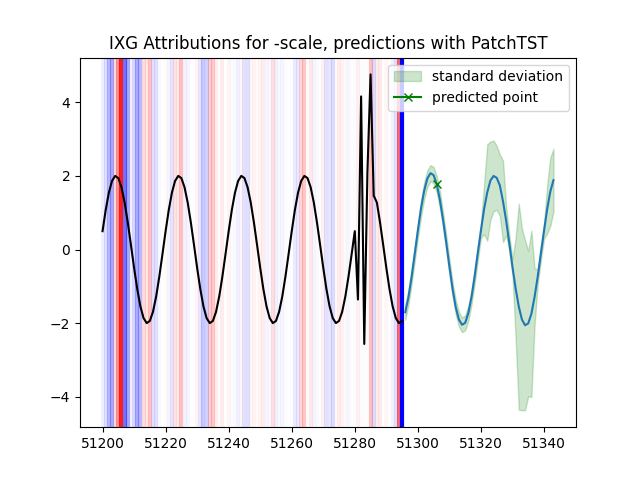 IXG Attributions for -scale, predictions with PatchTST
standard deviation
predicted point
4
2
0
−2
−4
51200 51220 51240 51260 51280 51300 51320 51340